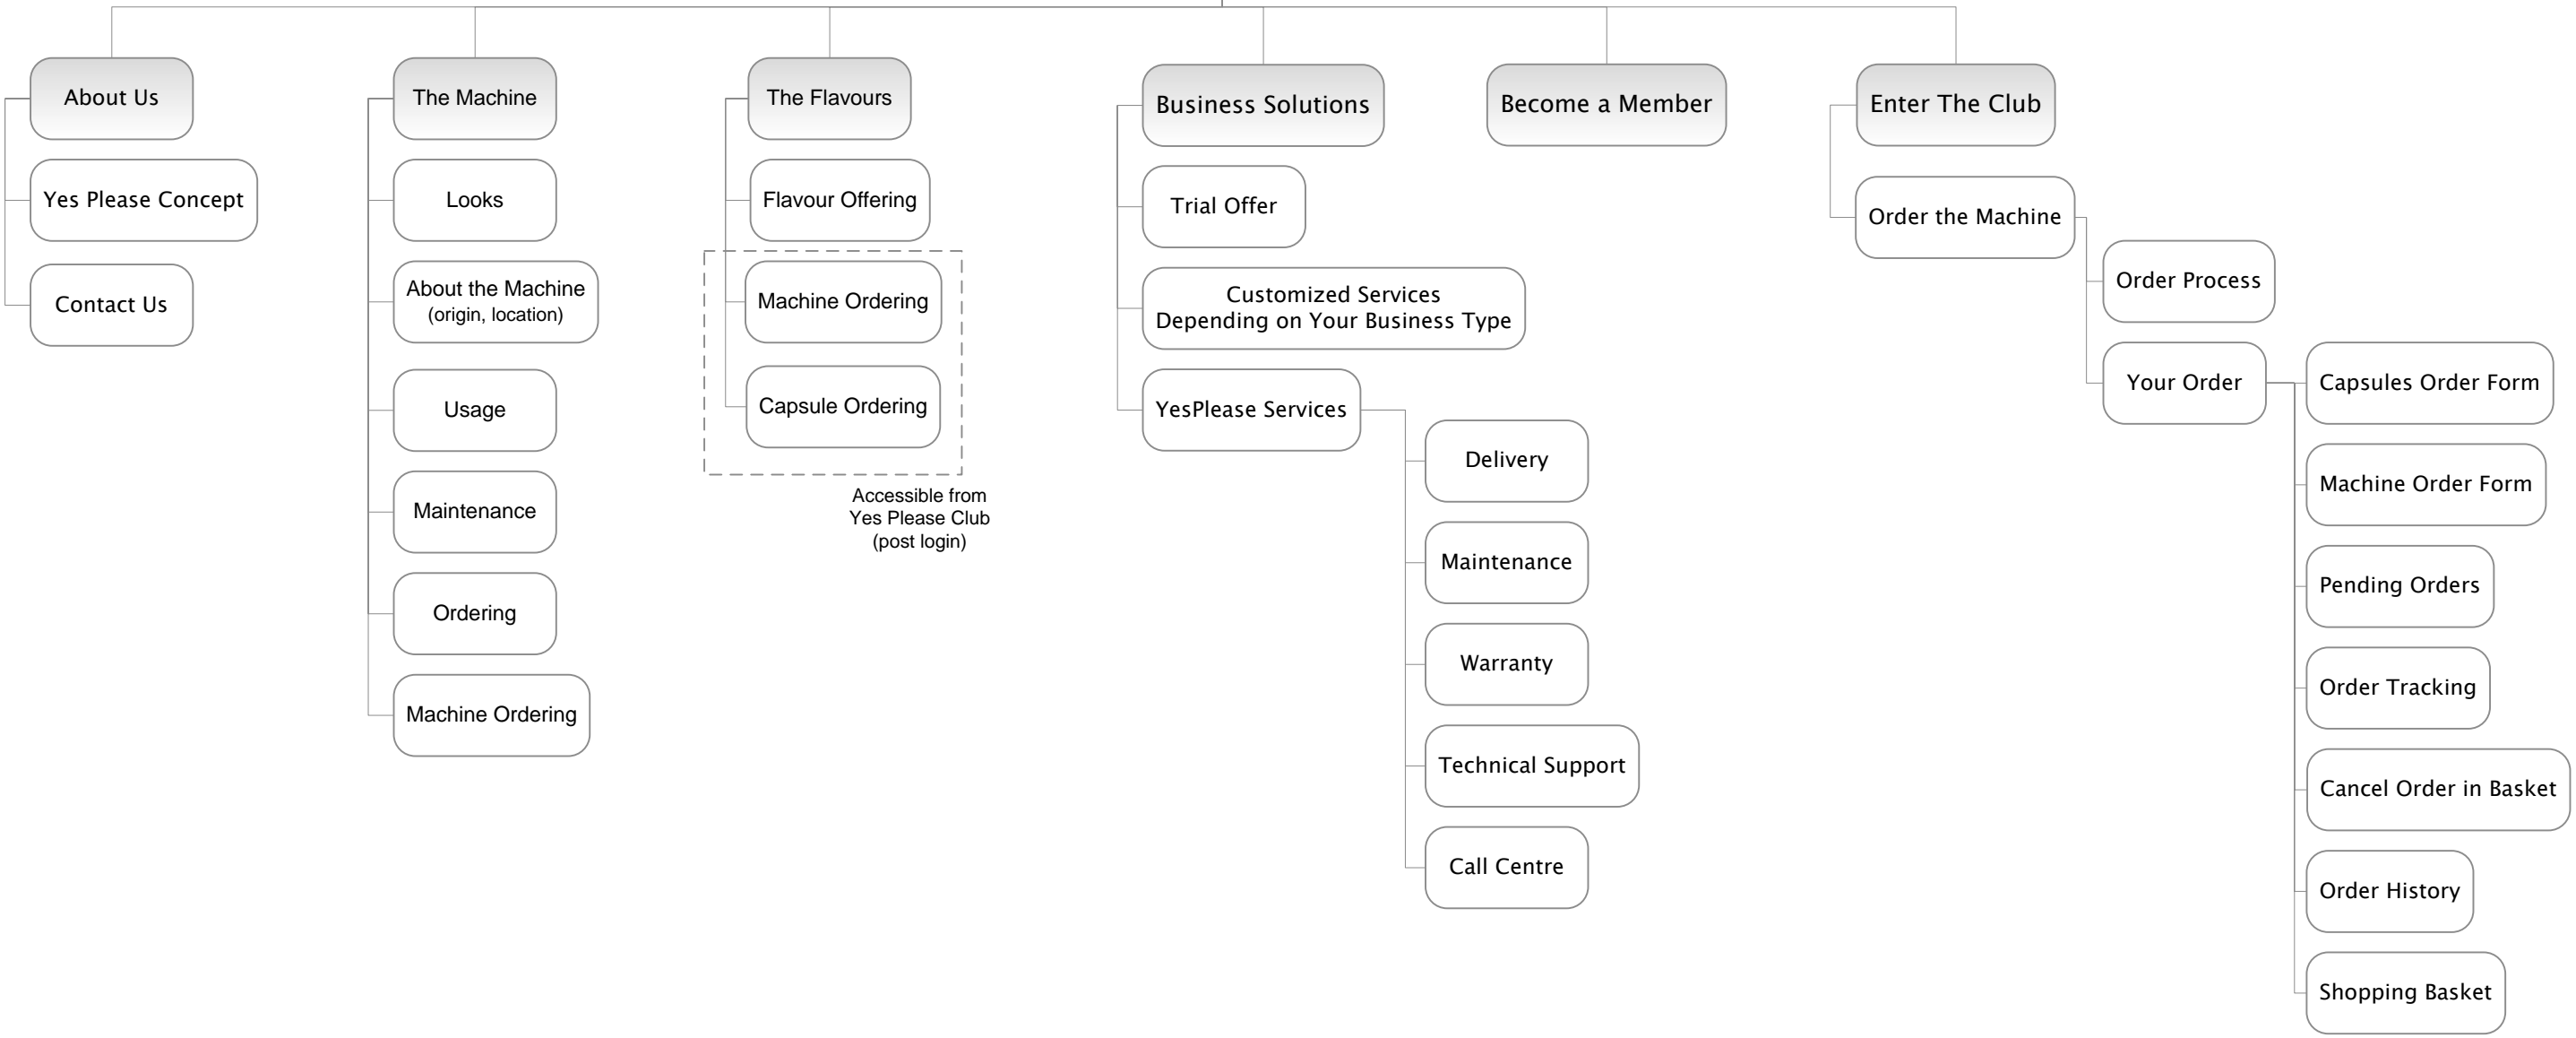 About Us
Yes Please Concept
Contact Us
The Machine
Looks
About the Machine
(origin, location)
Usage
Maintenance
Ordering
Machine Ordering
The Flavours
Flavour Offering
Machine Ordering
Capsule Ordering
Accessible from
Yes Please Club
(post login)
Business Solutions
Trial Offer
Customized Services
Depending on Your Business Type
YesPlease Services
Delivery
Maintenance
Warranty
Technical Support
Call Centre
Become a Member
Enter The Club
Order the Machine
Order Process
Your Order
Capsules Order Form
Machine Order Form
Pending Orders
Order Tracking
Cancel Order in Basket
Order History
Shopping Basket